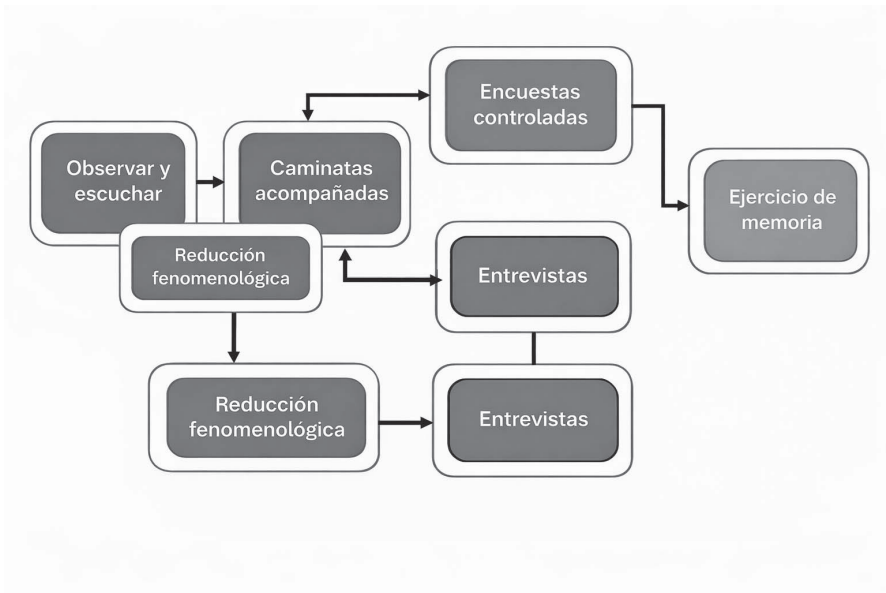 Encuestas
controladas
Observar y
escuchar
Caminatas
acompañadas
Ejercicio de
memoria
Reducción
fenomenológica
Entrevistas
Reducción
fenomenológica
Entrevistas